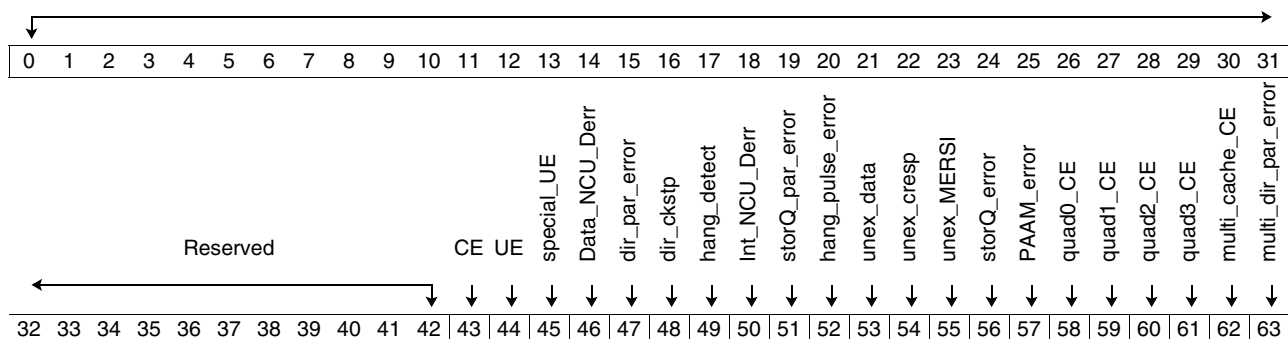 0 1 2 3 4 5 6 7 8 9 10 11 12 13 14 15 16 17 18 19 20 21 22 23 24 25 26 27 28 29 30 31
Reserved
CE
UE
special_UE
Data_NCU_Derr
dir_par_error
dir_ckstp
hang_detect
Int_NCU_Derr
storQ_par_error
hang_pulse_error
unex_data
unex_cresp
unex_MERSI
storQ_error
PAAM_error
quad0_CE
quad1_CE
quad2_CE
quad3_CE
multi_cache_CE
multi_dir_par_error
32 33 34 35 36 37 38 39 40 41 42 43 44 45 46 47 48 49 50 51 52 53 54 55 56 57 58 59 60 61 62 63